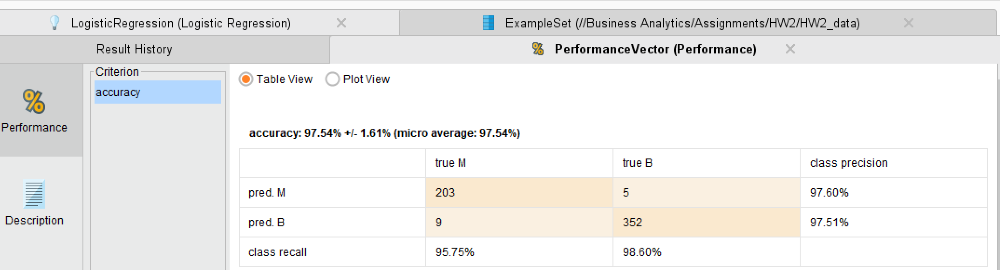 LogisticRegression (Logistic Regression)
ExampleSet (//Business Analytics/Assignments/HW2/HW2_data)
Result History
% PerformanceVector (Performance)
%
Performance
Description
Criterion
accuracy
Table View
Plot View
accuracy: 97.54% +/- 1.61% (micro average: 97.54%)
true M true B class precision
pred. M 203 5 97.60%
pred. B 9 352 97.51%
class recall 95.75% 98.60%